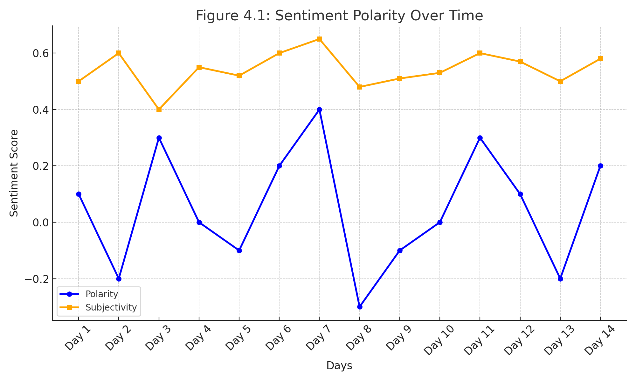 Figure 4.1: Sentiment Polarity Over Time
Sentiment Score
0.6
0.4
0.2
0.0
−0.2
Polarity
Subjectivity
Day 1
Day 2
Day 3
Day 4
Day 5
Day 6
Day 7
Day 8
Day 9
Day 10
Day 11
Day 12
Day 13
Day 14
Days